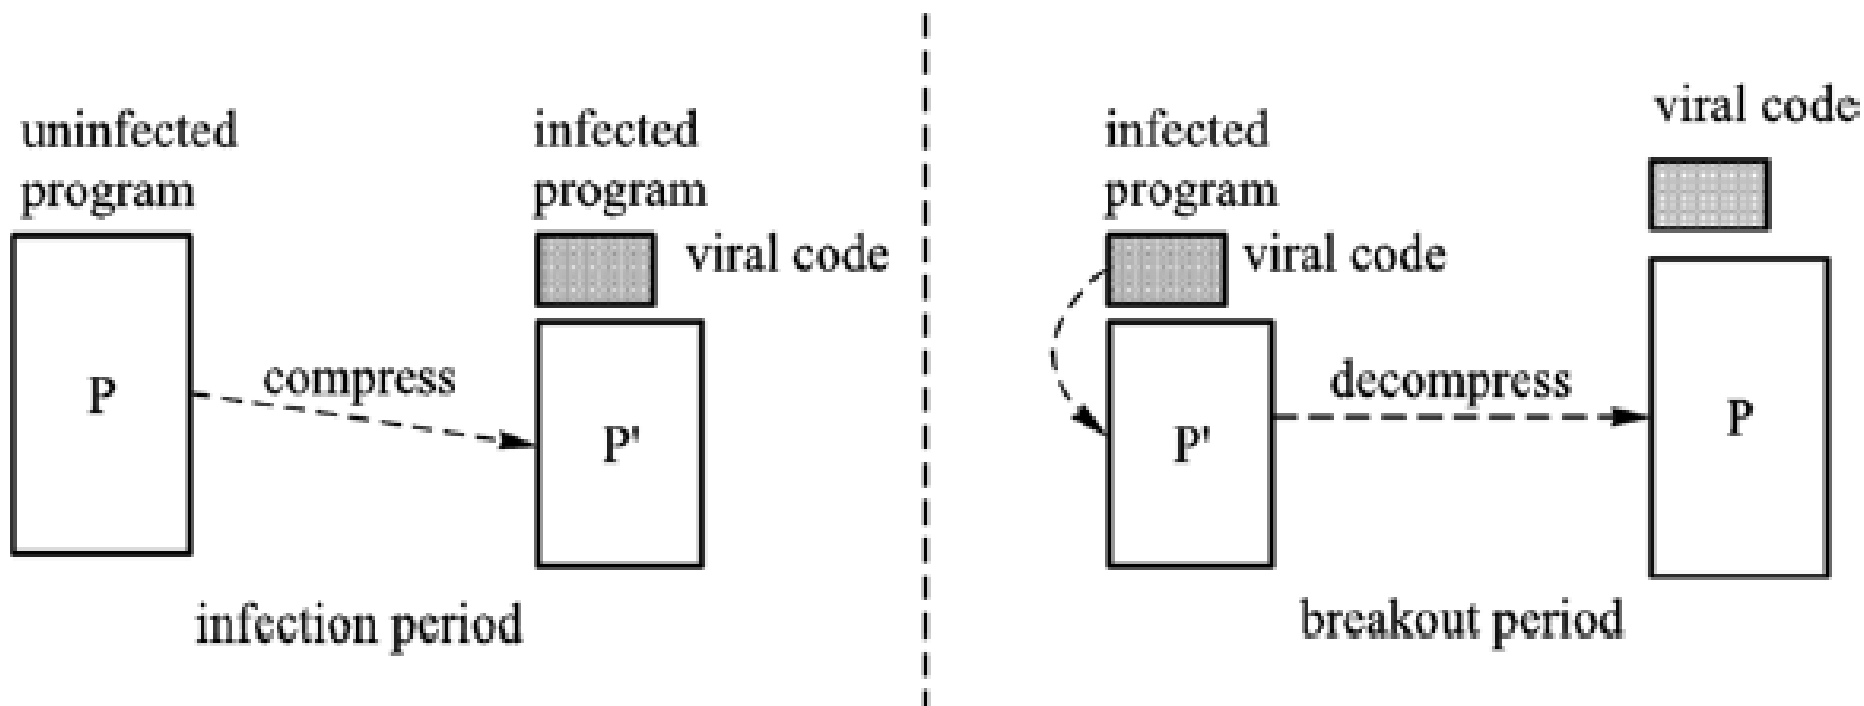 uninfected
program
P
compress
infected
program
viral code
P'
infection period
infected
program
viral code
P'
decompress
viral code
P
breakout period